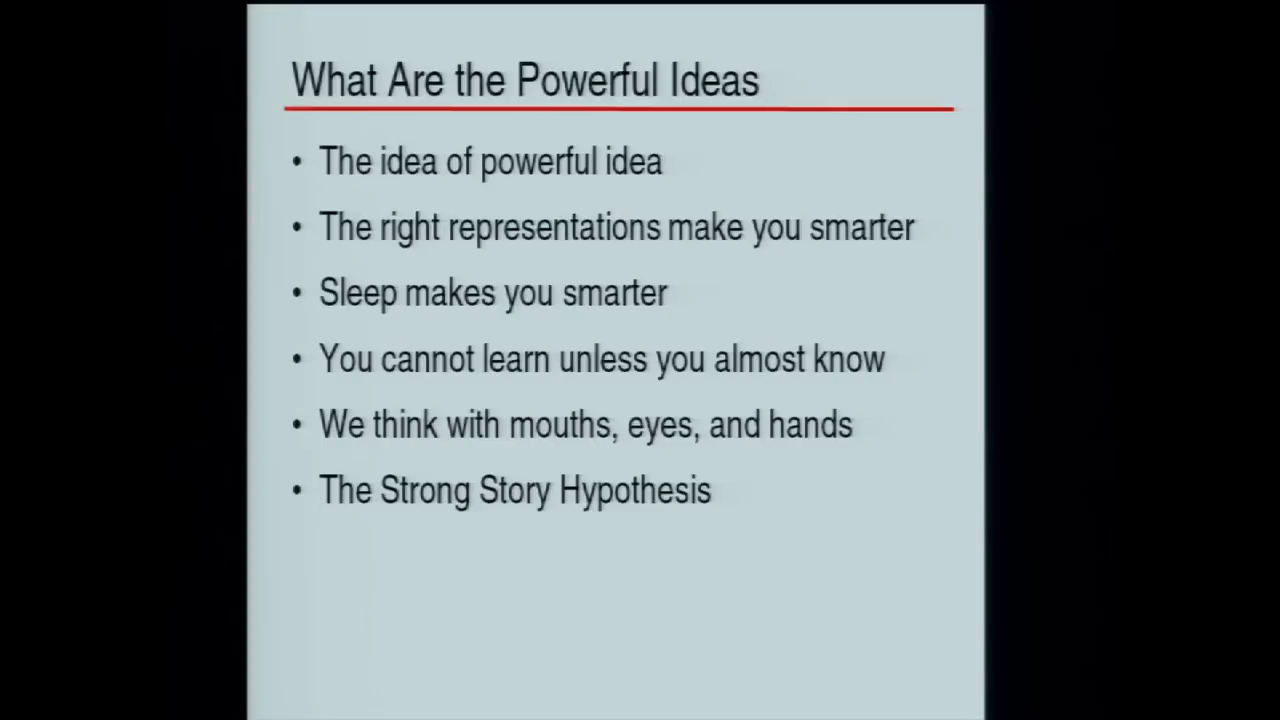 What Are the Powerful Ideas
• The idea of powerful idea
• The right representations make you smarter
• Sleep makes you smarter
• You cannot learn unless you almost know
• We think with mouths, eyes, and hands
• The Strong Story Hypothesis